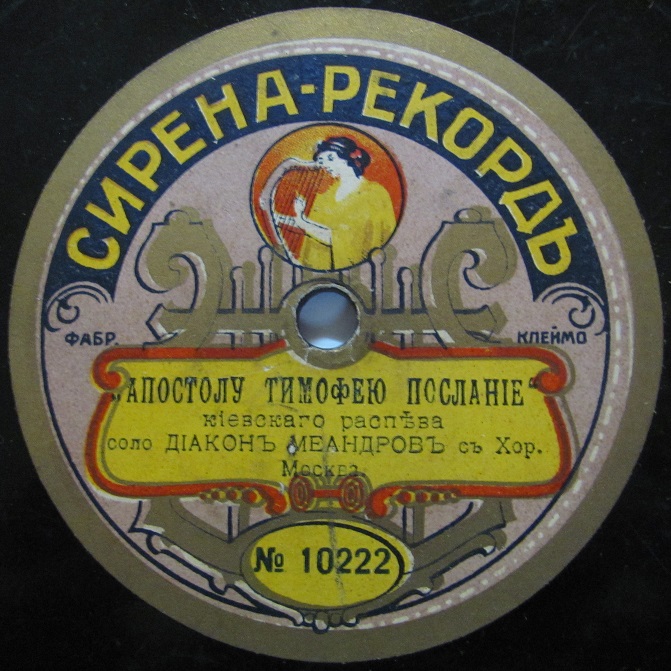 СИРЕНА-РЕКОРДЪ
ФАБР. КЛЕЙМО
„АПОСТОЛУ ТИМОФЕЮ ПОСЛАНІЕ“
кіевскаго распѣва
соло ДІАКОНЪ МЕАНДРОВЪ съ Хор.
Москва
№ 10222